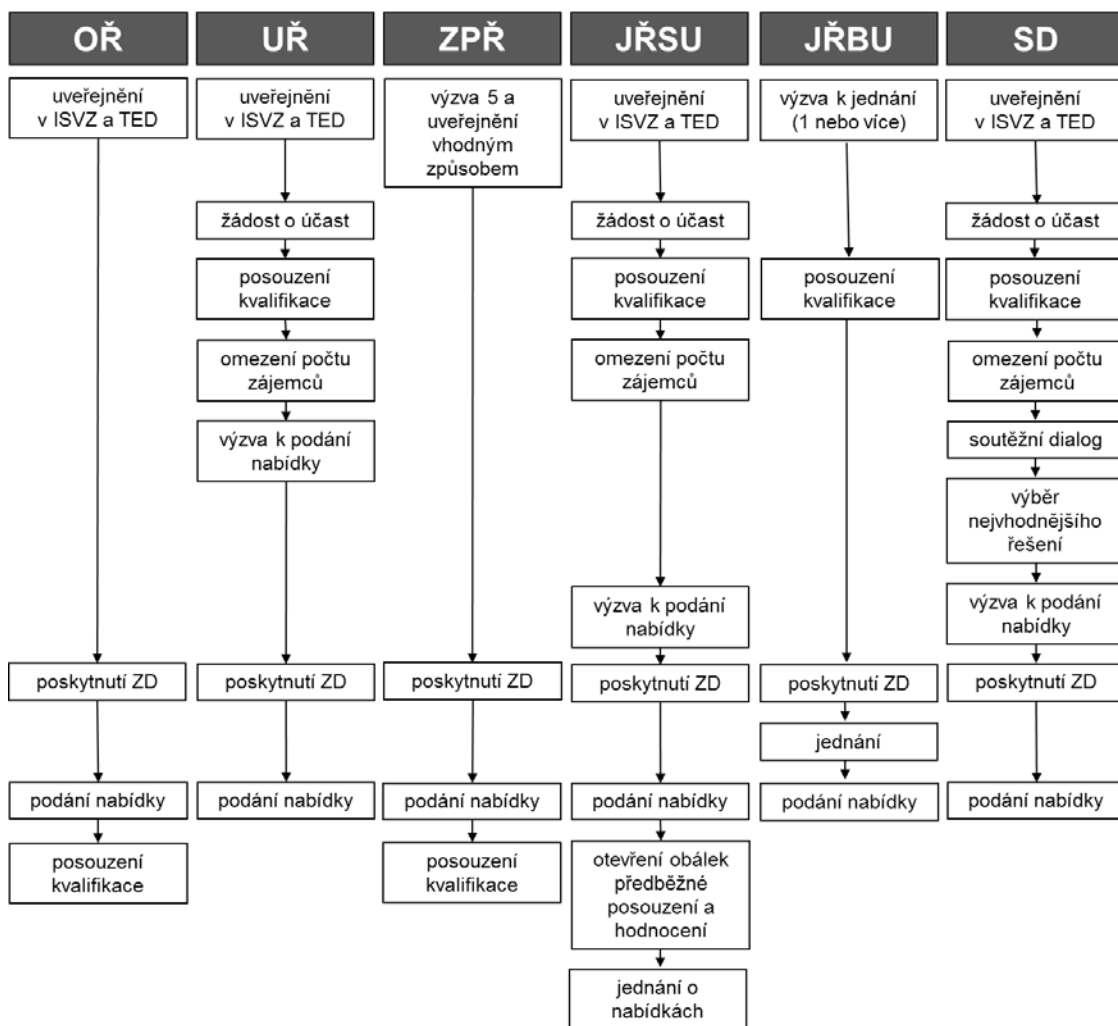 OŘ
uveřejnění
v ISVZ a TED
poskytnutí ZD
podání nabídky
posouzení
kvalifikace
UŘ
uveřejnění
v ISVZ a TED
žádost o účast
posouzení
kvalifikace
omezení počtu
zájemců
výzva k podání
nabídky
poskytnutí ZD
podání nabídky
ZPŘ
výzva 5 a
uveřejnění
vhodným
způsobem
poskytnutí ZD
podání nabídky
posouzení
kvalifikace
JŘSU
uveřejnění
v ISVZ a TED
žádost o účast
posouzení
kvalifikace
omezení počtu
zájemců
výzva k podání
nabídky
poskytnutí ZD
podání nabídky
otevření obálek
předběžné
posouzení a
hodnocení
jednání o
nabídkách
JŘBU
výzva k jednání
(1 nebo více)
posouzení
kvalifikace
poskytnutí ZD
jednání
podání nabídky
SD
uveřejnění
v ISVZ a TED
žádost o účast
posouzení
kvalifikace
omezení počtu
zájemců
soutěžní dialog
výběr
nejvhodnějšího
řešení
výzva k podání
nabídky
poskytnutí ZD
podání nabídky